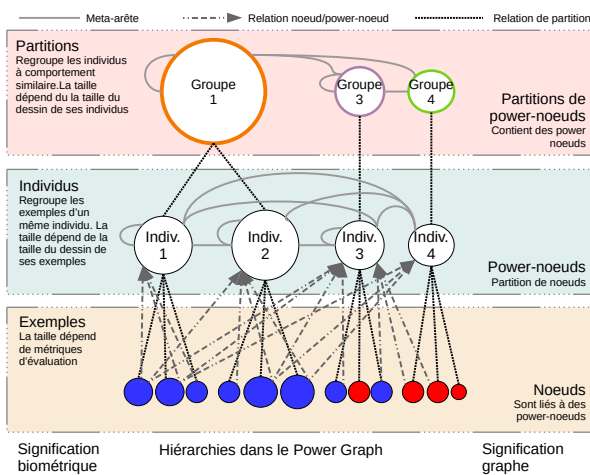 Meta-arête
Relation noeud/power-noeud
Relation de partition
Partitions
Regroupe les individus
à comportement
similaire.La taille
dépend du taille du
dessin de ses individus
Groupe
1
Groupe
3
Groupe
4
Partitions de
power-noeuds
Contient des power
noeuds
Individus
Regroupe les
exemples d'un
même individu. La
taille dépend de la
taille du dessin de
ses exemples
Indiv.
1
Indiv.
2
Indiv.
3
Indiv.
4
Power-noeuds
Partition de noeuds
Exemples
La taille dépend
de métriques
d'évaluation
Noeuds
Sont liés à des
power-noeuds
Signification
biométrique
Hiérarchies dans le Power Graph
Signification
graphe